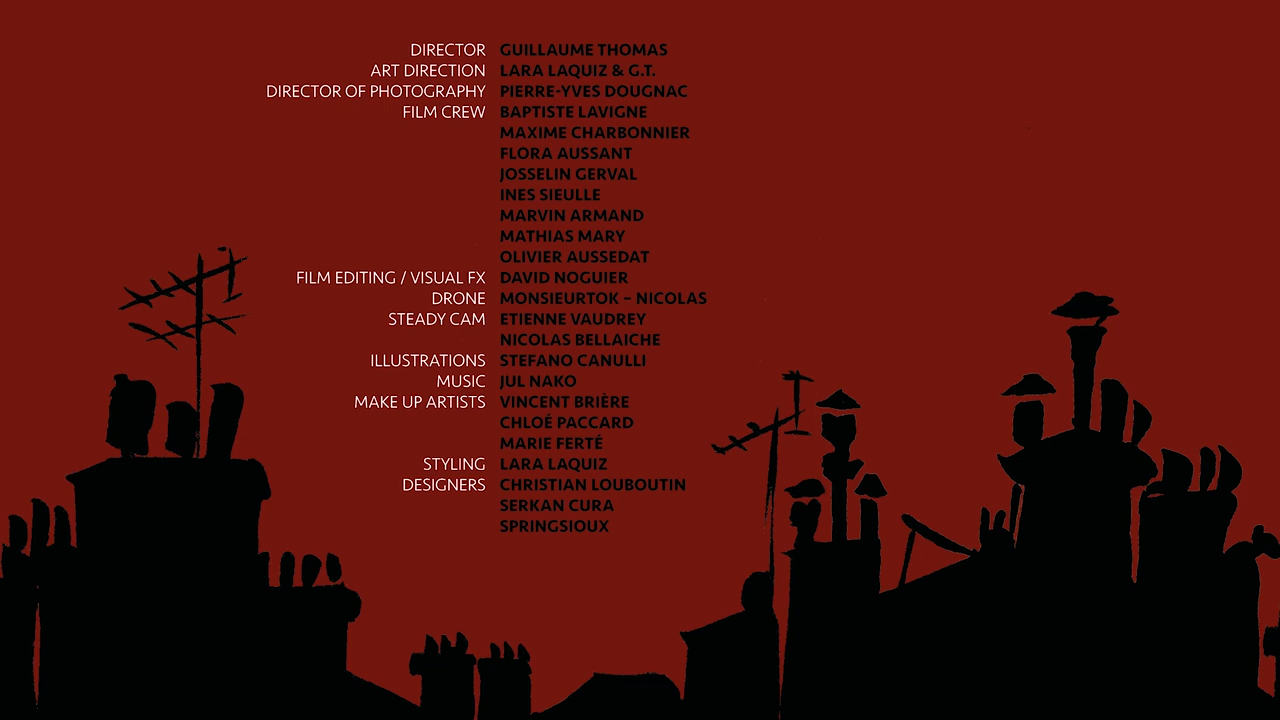 DIRECTOR GUILLAUME THOMAS
ART DIRECTION LARA LAQUIZ & G.T.
DIRECTOR OF PHOTOGRAPHY PIERRE-YVES DOUGNAC
FILM CREW BAPTISTE LAVIGNE
MAXIME CHARBONNIER
FLORA AUSSANT
JOSSELIN GERVAL
INES SIEULLE
MARVIN ARMAND
MATHIAS MARY
OLIVIER AUSSEDAT
FILM EDITING / VISUAL FX DAVID NOGUIER
DRONE MONSIEURTOK – NICOLAS
STEADY CAM ETIENNE VAUDREY
NICOLAS BELLAICHE
ILLUSTRATIONS STEFANO CANULLI
MUSIC JUL NAKO
MAKE UP ARTISTS VINCENT BRIÈRE
CHLOÉ PACCARD
MARIE FERTÉ
STYLING LARA LAQUIZ
DESIGNERS CHRISTIAN LOUBOUTIN
SERKAN CURA
SPRINGSIOUX